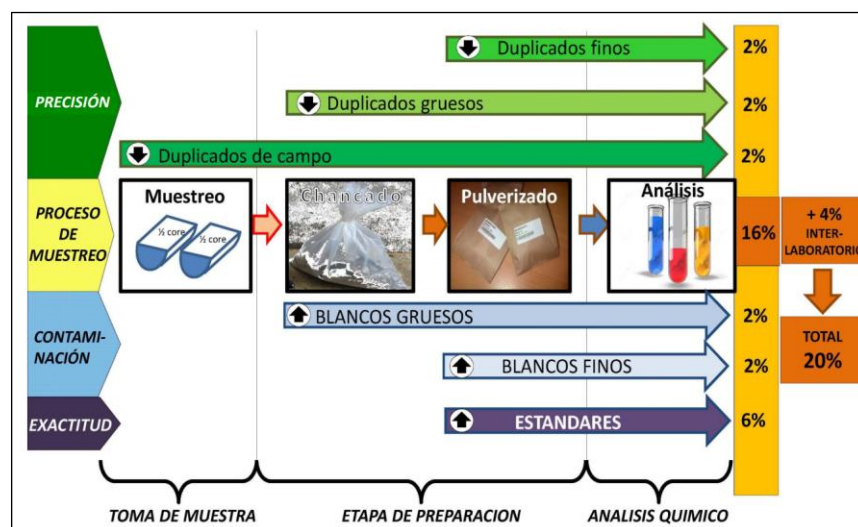 Duplicados finos
2%
PRECISIÓN
Duplicados gruesos
2%
Duplicados de campo
2%
PROCESO
DE
MUESTREO
Muestreo
½ core
½ core
Chancado
Pulverizado
Análisis
16%
+ 4%
INTER-
LABORATORIO
CONTAMI-
NACIÓN
BLANCOS GRUESOS
2%
BLANCOS FINOS
2%
TOTAL
20%
EXACTITUD
ESTANDARES
6%
TOMA DE MUESTRA
ETAPA DE PREPARACION
ANALISIS QUIMICO